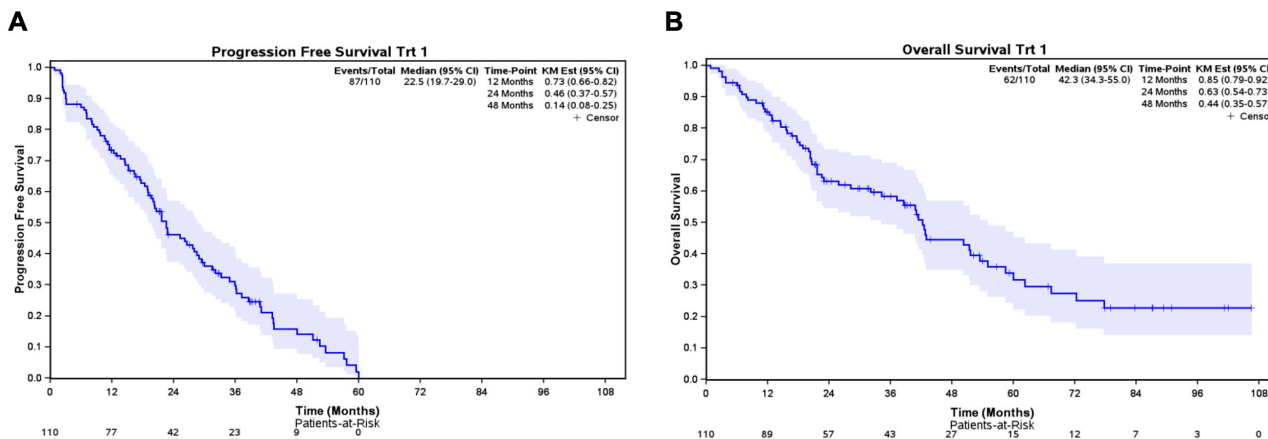 A
Progression Free Survival Trt 1
Events/Total Median (95% CI) Time-Point KM Est (95% CI)
87/110 22.5 (19.7-29.0) 12 Months 0.73 (0.66-0.82)
24 Months 0.46 (0.37-0.57)
48 Months 0.14 (0.08-0.25)
+ Censor
Progression Free Survival
1.0
0.9
0.8
0.7
0.6
0.5
0.4
0.3
0.2
0.1
0.0
0 12 24 36 48 60 72 84 96 108
Time (Months)
Patients-at-Risk
110 77 42 23 9 0
B
Overall Survival Trt 1
Events/Total Median (95% CI) Time-Point KM Est (95% CI)
62/110 42.3 (34.3-55.0) 12 Months 0.85 (0.79-0.92
24 Months 0.63 (0.54-0.73)
48 Months 0.44 (0.35-0.57)
+ Censor
Overall Survival
1.0
0.9
0.8
0.7
0.6
0.5
0.4
0.3
0.2
0.1
0.0
0 12 24 36 48 60 72 84 96 108
Time (Months)
Patients-at-Risk
110 89 57 43 27 15 12 7 3 0